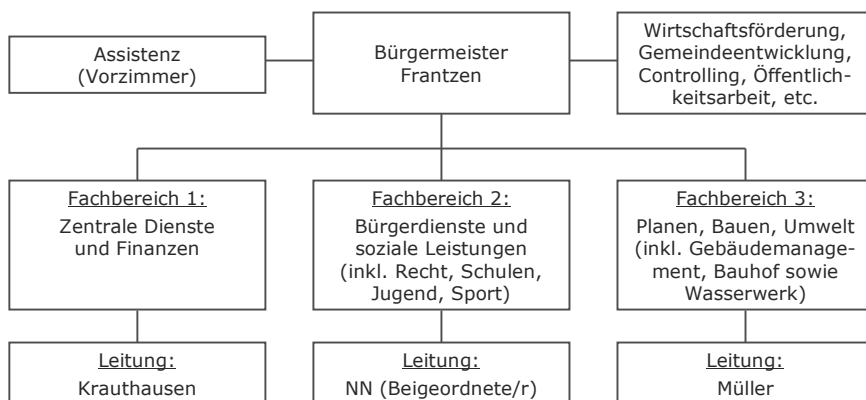 Assistenz
(Vorzimmer)
Bürgermeister
Frantzen
Wirtschaftsförderung,
Gemeindeentwicklung,
Controlling, Öffentlich-
keitsarbeit, etc.
Fachbereich 1:
Zentrale Dienste
und Finanzen
Fachbereich 2:
Bürgerdienste und
soziale Leistungen
(inkl. Recht, Schulen,
Jugend, Sport)
Fachbereich 3:
Planen, Bauen, Umwelt
(inkl. Gebäudemanage-
ment, Bauhof sowie
Wasserwerk)
Leitung:
Krauthausen
Leitung:
NN (Beigeordnete/r)
Leitung:
Müller